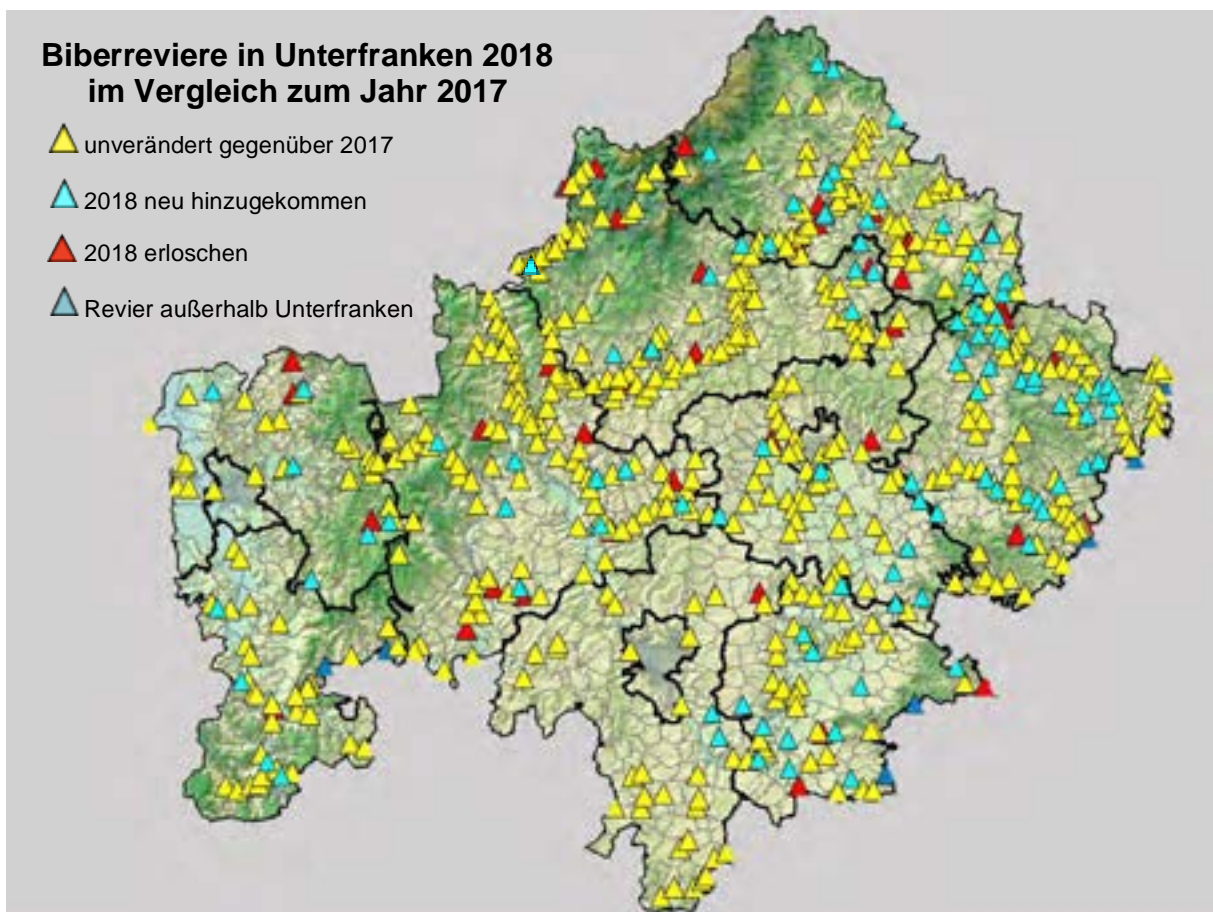 Biberreviere in Unterfranken 2018
im Vergleich zum Jahr 2017
unverändert gegenüber 2017
2018 neu hinzugekommen
2018 erloschen
Revier außerhalb Unterfranken